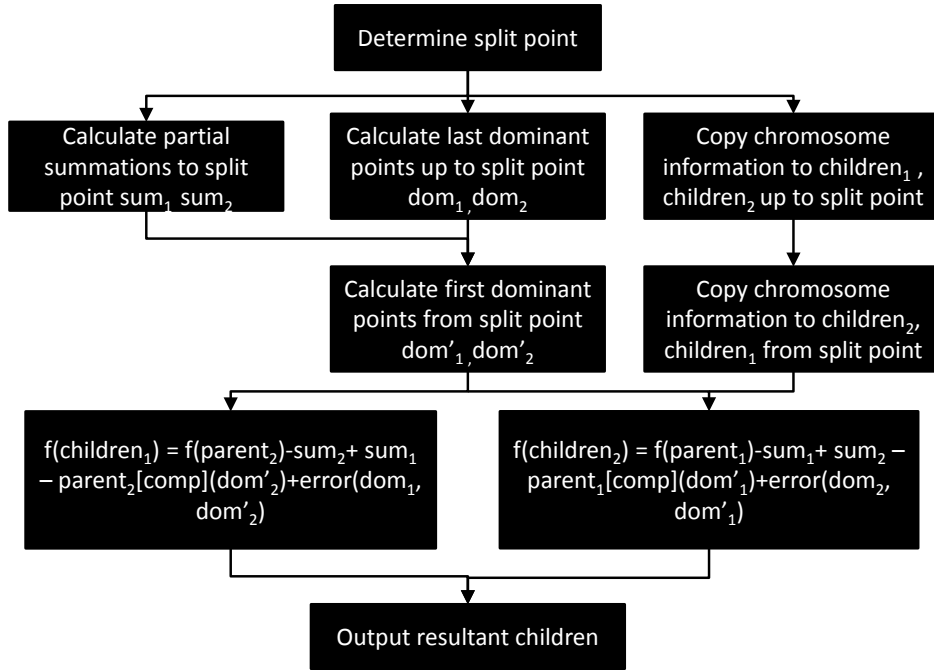 Determine split point
Calculate partial
summations to split
point sum₁ sum₂
Calculate last dominant
points up to split point
dom₁,dom₂
Copy chromosome
information to children₁ ,
children₂ up to split point
Calculate first dominant
points from split point
dom’₁,dom’₂
Copy chromosome
information to children₂,
children₁ from split point
f(children₁) = f(parent₂)-sum₂+ sum₁
– parent₂[comp](dom’₂)+error(dom₁,
dom’₂)
f(children₂) = f(parent₁)-sum₁+ sum₂ –
parent₁[comp](dom’₁)+error(dom₂,
dom’₁)
Output resultant children